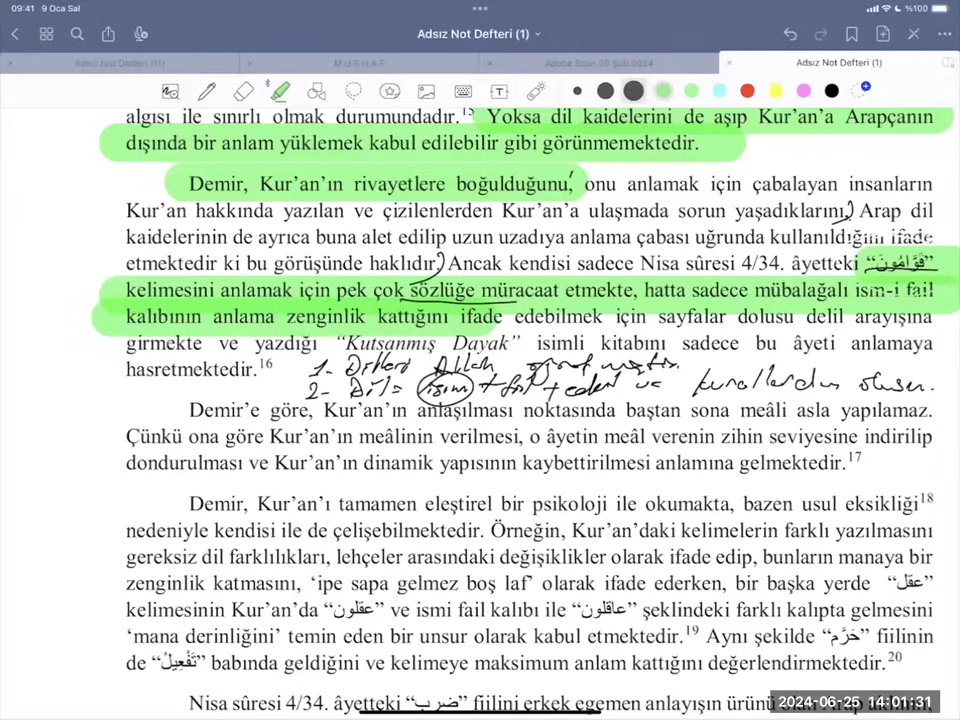 09:41 9 Oca Sal
%100
Adsız Not Defteri (1)
Adsız Not Defteri (11)
MUSHAF
Adobe Scan 28 Şub 2024
Adsız Not Defteri (1)
algısı ile sınırlı olmak durumundadır.15 Yoksa dil kaidelerini de aşıp Kur’an’a Arapçanın
dışında bir anlam yüklemek kabul edilebilir gibi görünmemektedir.
Demir, Kur’an’ın rivayetlere boğulduğunu, onu anlamak için çabalayan insanların
Kur’an hakkında yazılan ve çizilenlerden Kur’an’a ulaşmada sorun yaşadıklarını, Arap dil
kaidelerinin de ayrıca buna alet edilip uzun uzadıya anlama çabası uğrunda kullanıldığını ifade
etmektedir ki bu görüşünde haklıdır. Ancak kendisi sadece Nisa sûresi 4/34. âyetteki “قَوَّامُونَ”
kelimesini anlamak için pek çok sözlüğe müracaat etmekte, hatta sadece mübalağalı ism-i fail
kalıbının anlama zenginlik kattığını ifade edebilmek için sayfalar dolusu delil arayışına
girmekte ve yazdığı “Kutsanmış Dayak” isimli kitabını sadece bu âyeti anlamaya
hasretmektedir.16
1- Allah
2- Dil = isim + + ve kurallardan oluşur.
Demir’e göre, Kur’an’ın anlaşılması noktasında baştan sona meâli asla yapılamaz.
Çünkü ona göre Kur’an’ın meâlinin verilmesi, o âyetin meâl verenin zihin seviyesine indirilip
dondurulması ve Kur’an’ın dinamik yapısının kaybettirilmesi anlamına gelmektedir.17
Demir, Kur’an’ı tamamen eleştirel bir psikoloji ile okumakta, bazen usul eksikliği18
nedeniyle kendisi ile de çelişebilmektedir. Örneğin, Kur’an’daki kelimelerin farklı yazılmasını
gereksiz dil farklılıkları, lehçeler arasındaki değişiklikler olarak ifade edip, bunların manaya bir
zenginlik katmasını, ‘ipe sapa gelmez boş laf’ olarak ifade ederken, bir başka yerde “عقل”
kelimesinin Kur’an’da “عقلون” ve ismi fail kalıbı ile “عاقلون” şeklindeki farklı kalıpta gelmesini
‘mana derinliğini’ temin eden bir unsur olarak kabul etmektedir.19 Aynı şekilde “حَرَّم” fiilinin
de “تَفْعِيلْ” babında geldiğini ve kelimeye maksimum anlam kattığını değerlendirmektedir.20
Nisa sûresi 4/34. âyetteki “ضرب” fiilini erkek egemen anlayışın ürünü
2024-06-25 14:01:31